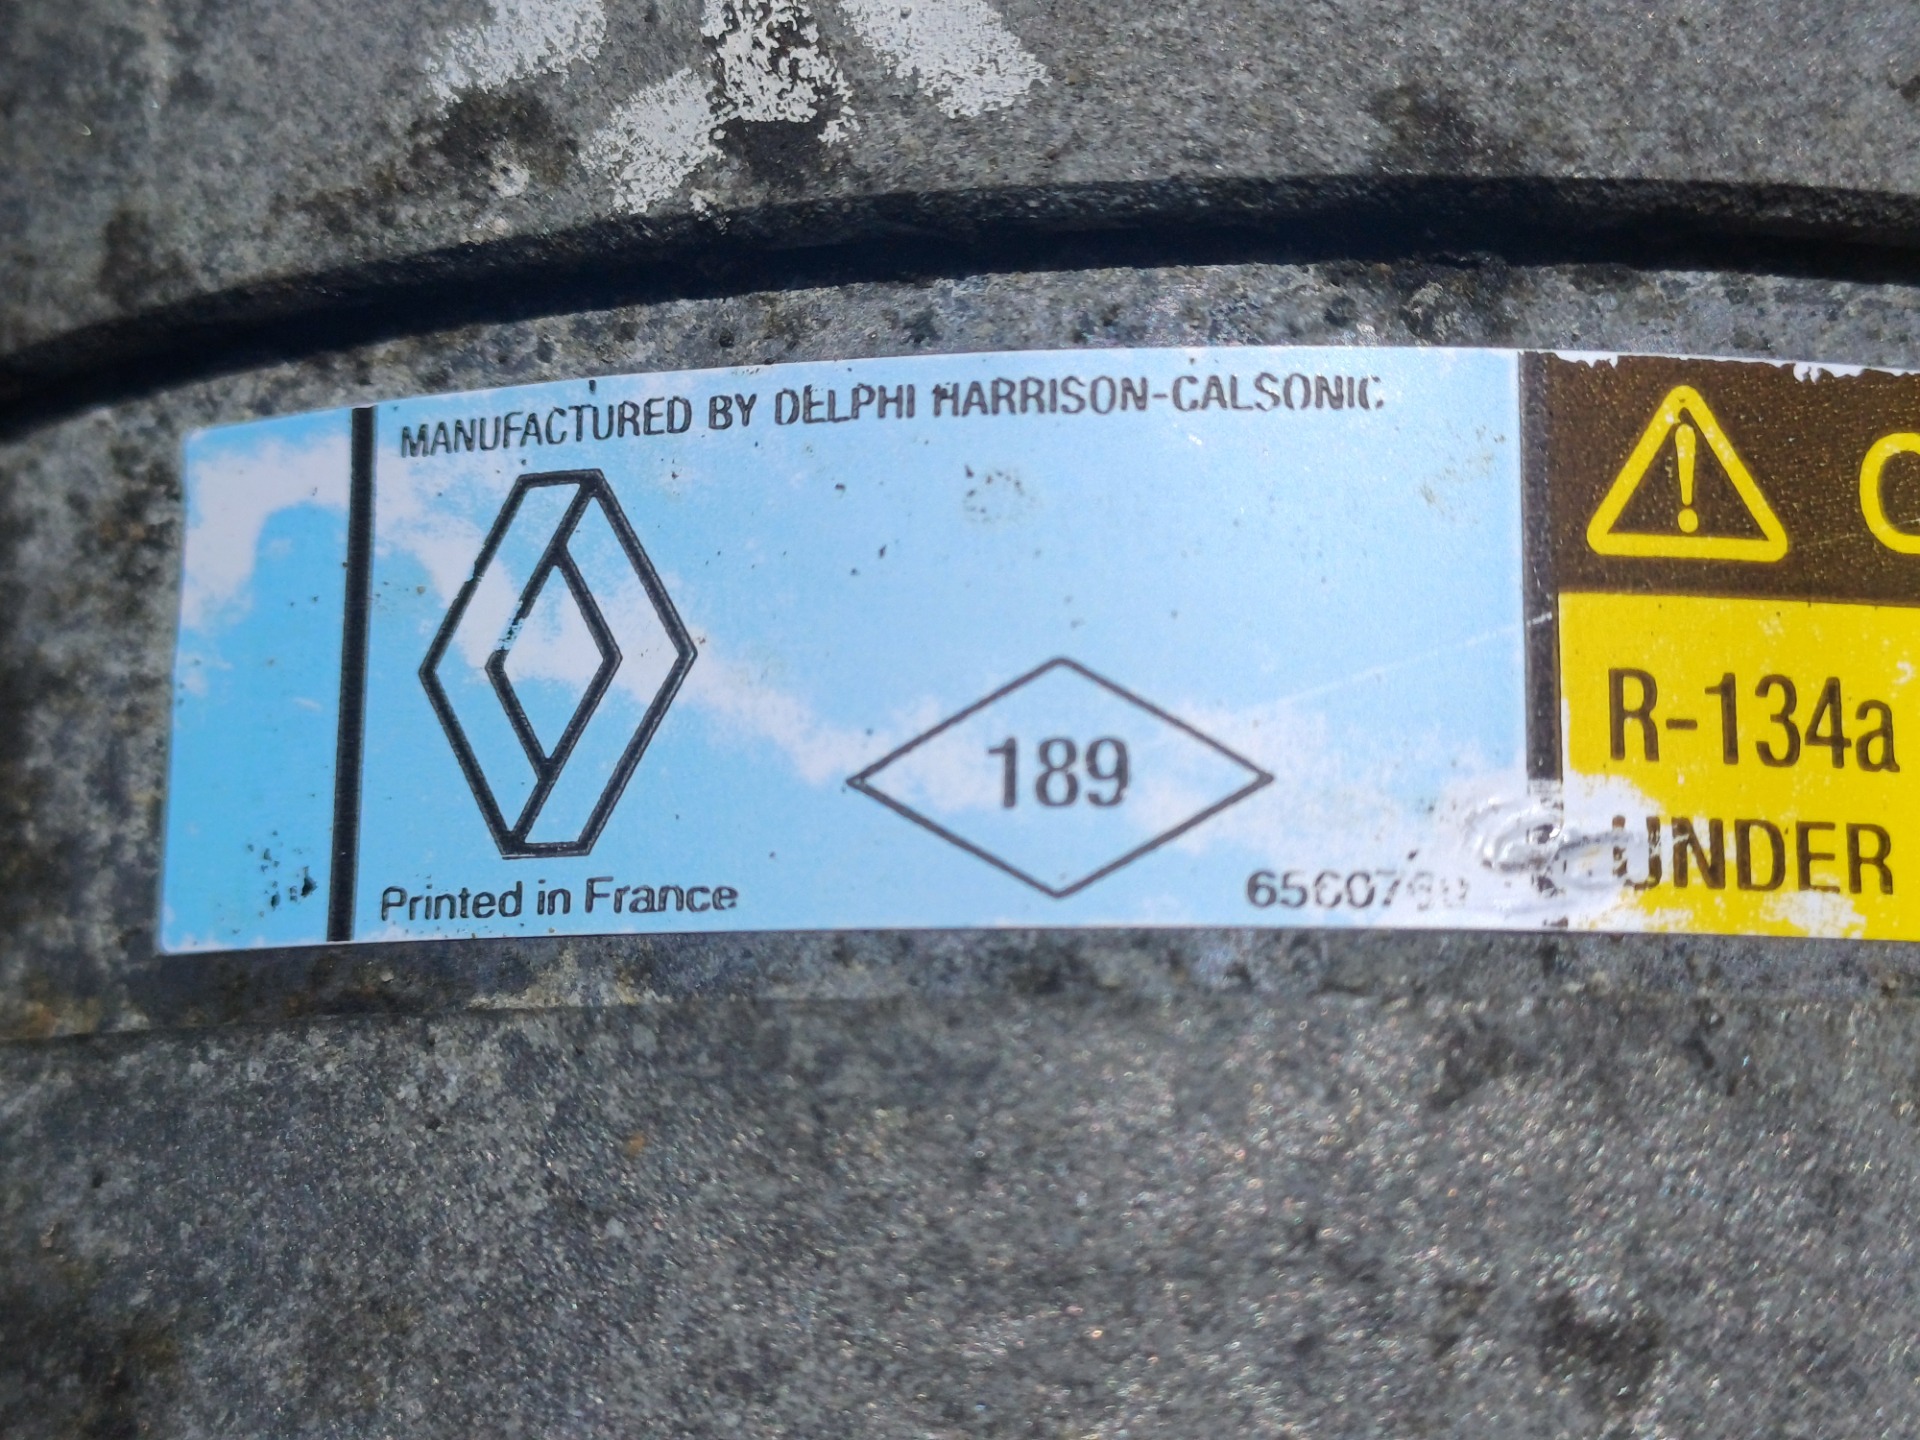 MANUFACTURED BY DELPHI HARRISON-CALSONIC
189
Printed in France
R-134a
UNDER